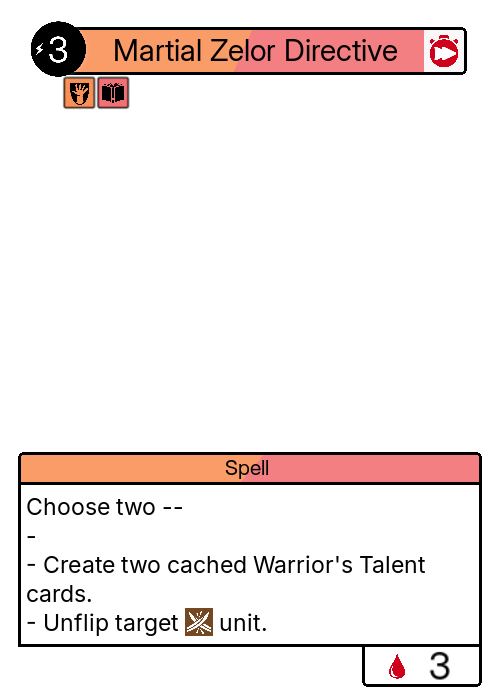 3 Martial Zelor Directive
Spell
Choose two --
-
- Create two cached Warrior's Talent
cards.
- Unflip target unit.
3